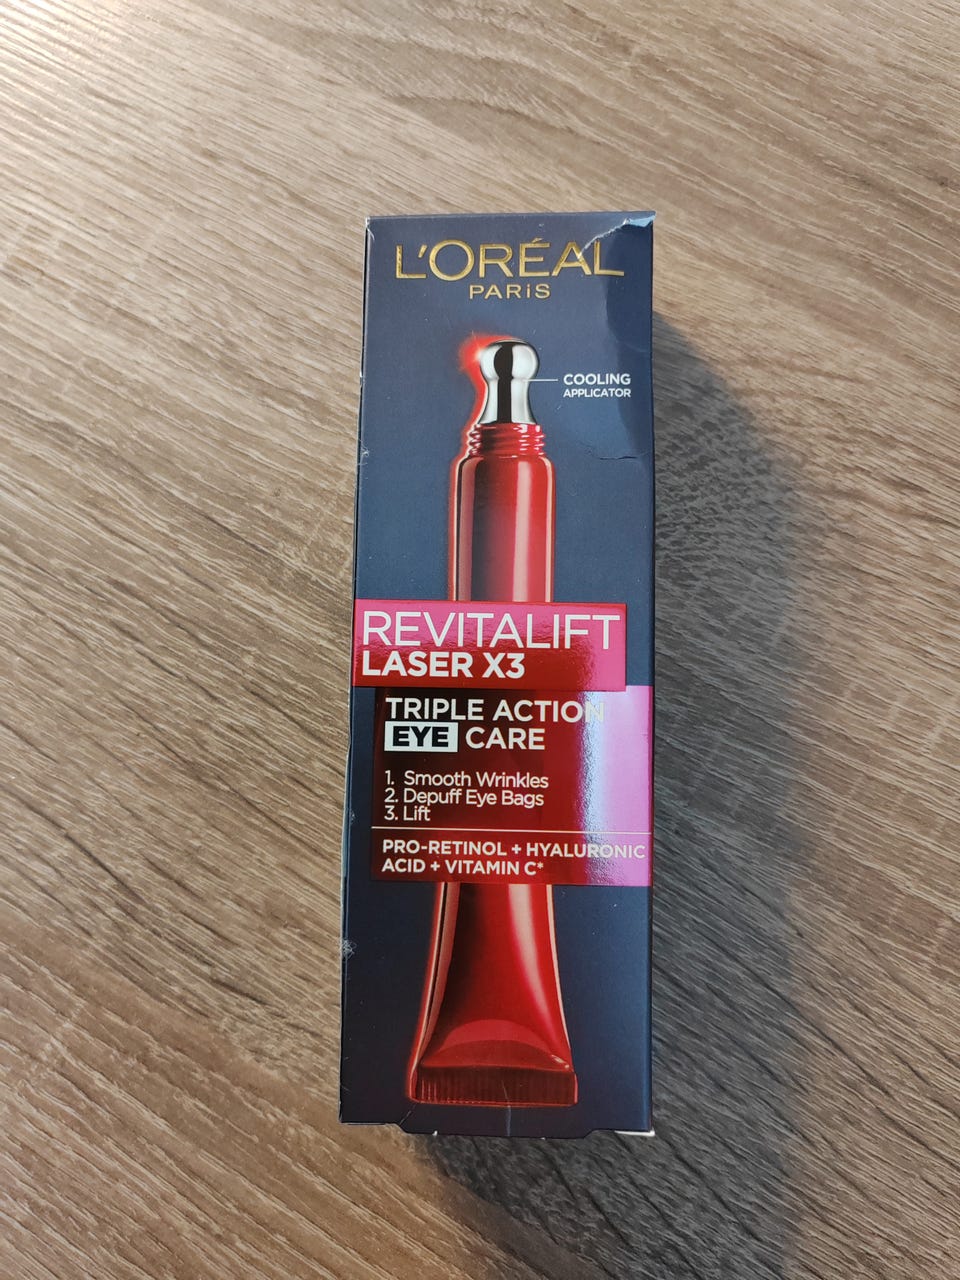 L'ORÉAL
PARiS
COOLING
APPLICATOR
REVITALIFT
LASER X3
TRIPLE ACTION
EYE CARE
1. Smooth Wrinkles
2. Depuff Eye Bags
3. Lift
PRO-RETINOL + HYALURONIC
ACID + VITAMIN C*